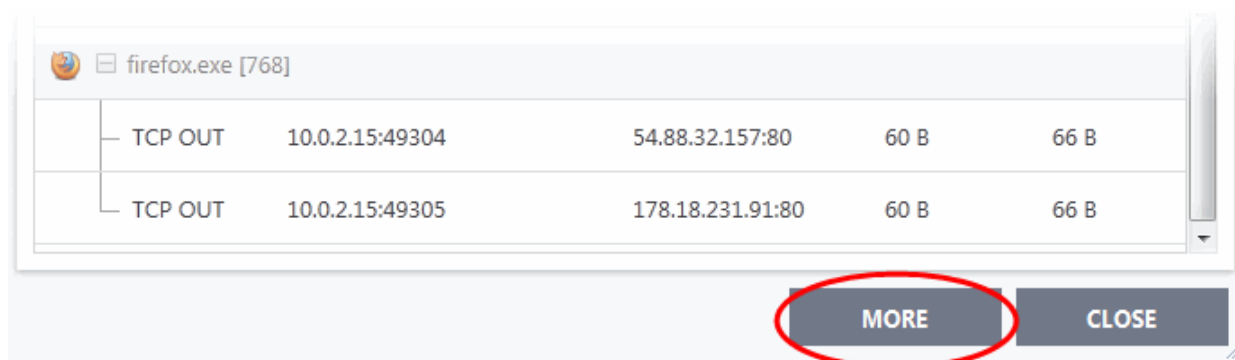 firefox.exe [768]
TCP OUT 10.0.2.15:49304 54.88.32.157:80 60 B 66 B
TCP OUT 10.0.2.15:49305 178.18.231.91:80 60 B 66 B
MORE CLOSE